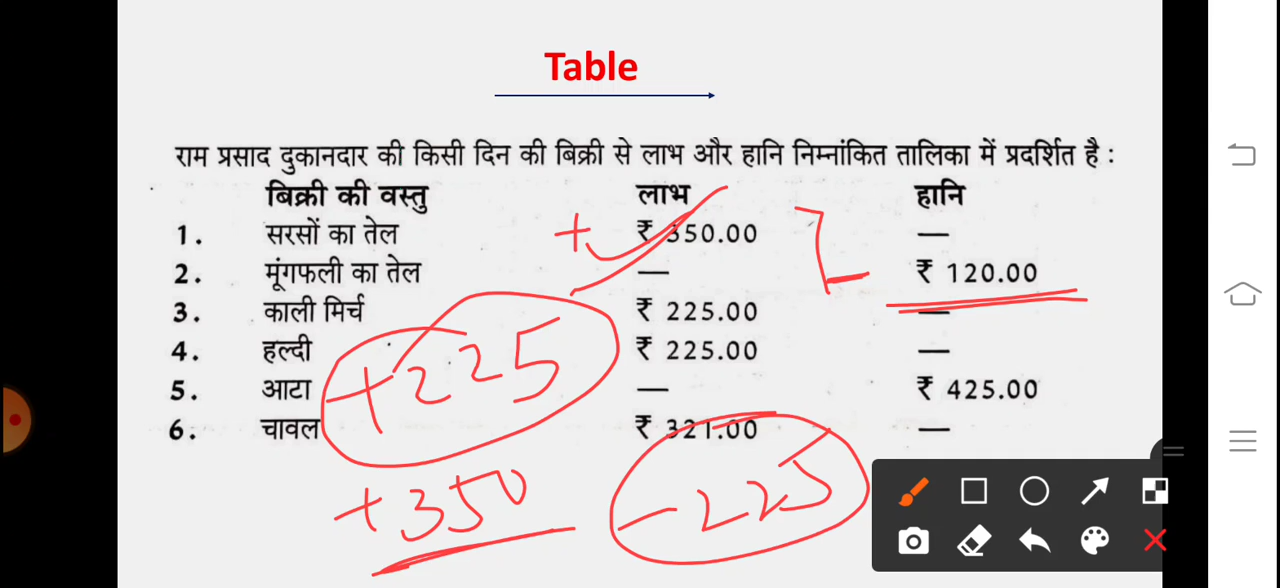 Table
राम प्रसाद दुकानदार की किसी दिन की बिक्री से लाभ और हानि निम्नांकित तालिका में प्रदर्शित है :
बिक्री की वस्तु लाभ हानि
1. सरसों का तेल + ₹ 350.00 —
2. मूंगफली का तेल — ₹ 120.00
3. काली मिर्च ₹ 225.00 —
4. हल्दी ₹ 225.00 —
5. आटा — ₹ 425.00
6. चावल ₹ 321.00 —
+225
+350
-225